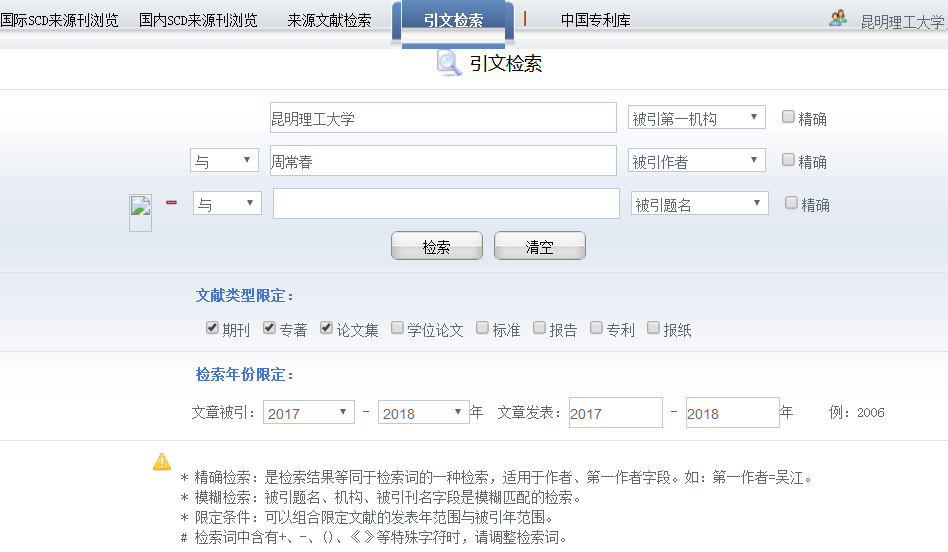 国际SCD来源刊浏览 国内SCD来源刊浏览 来源文献检索 引文检索 中国专利库 昆明理工大学
引文检索
昆明理工大学 被引第一机构 精确
与 周常春 被引作者 精确
与 被引题名 精确
检索 清空
文献类型限定：
期刊 专著 论文集 学位论文 标准 报告 专利 报纸
检索年份限定：
文章被引： 2017 - 2018 年 文章发表： 2017 - 2018 年 例：2006
* 精确检索：是检索结果等同于检索词的一种检索，适用于作者、第一作者字段。如：第一作者=吴江。
* 模糊检索：被引题名、机构、被引刊名字段是模糊匹配的检索。
* 限定条件：可以组合限定文献的发表年范围与被引年范围。
# 检索词中含有+、-、()、《》等特殊字符时，请调整检索词。